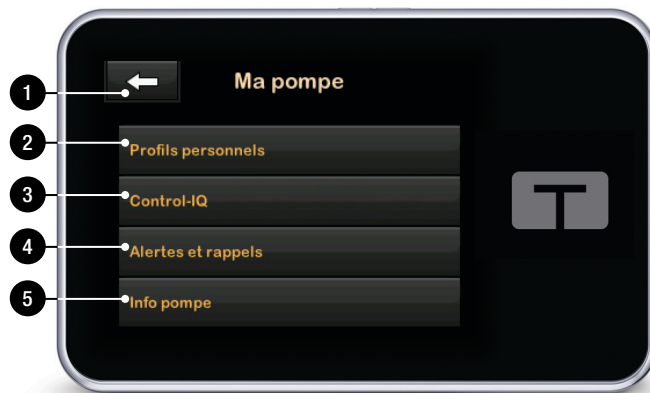 Ma pompe
1
2
Profils personnels
3
Control-IQ
4
Alertes et rappels
5
Info pompe
T